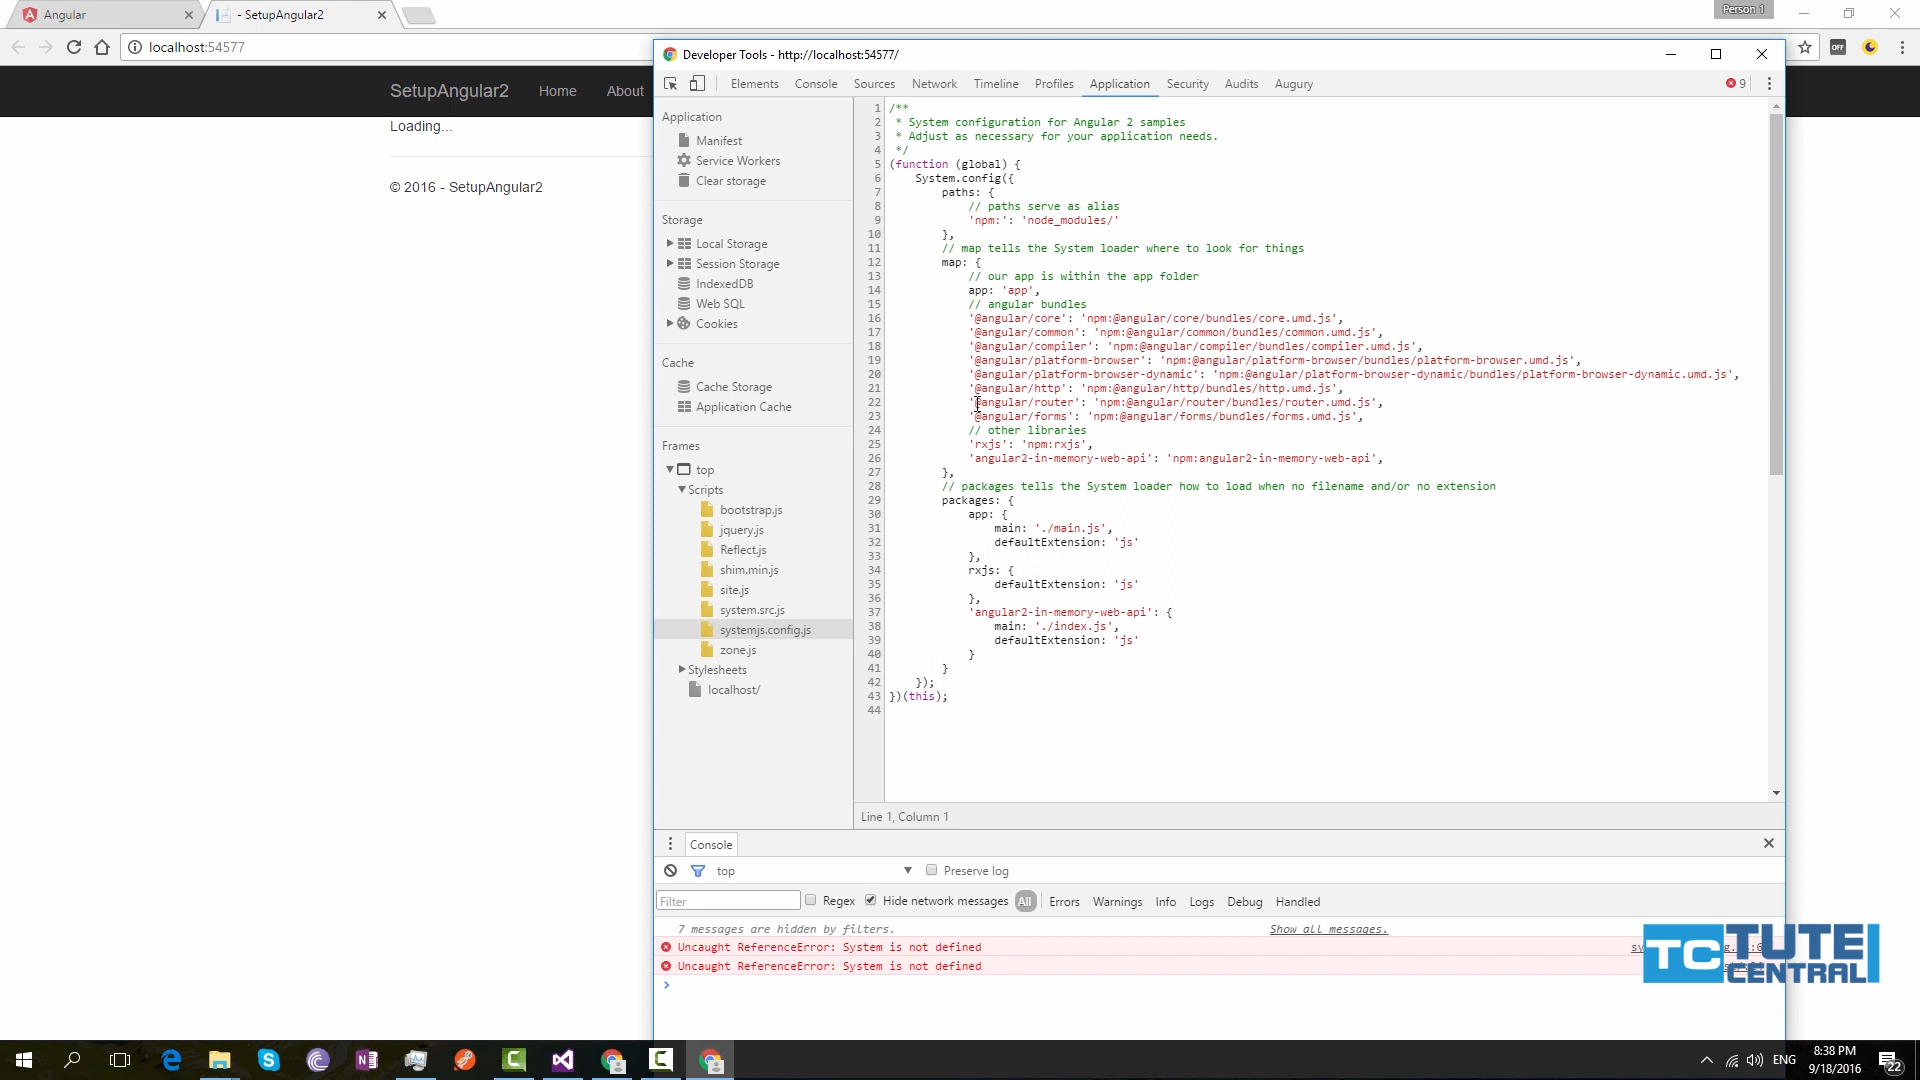 Angular
- SetupAngular2
Person 1
localhost:54577
Developer Tools - http://localhost:54577/
SetupAngular2
Home
About
Loading...
© 2016 - SetupAngular2
Elements
Console
Sources
Network
Timeline
Profiles
Application
Security
Audits
Augury
9
OFF
Application
Manifest
Service Workers
Clear storage
Storage
Local Storage
Session Storage
IndexedDB
Web SQL
Cookies
Cache
Cache Storage
Application Cache
Frames
top
Scripts
bootstrap.js
jquery.js
Reflect.js
shim.min.js
site.js
system.src.js
systemjs.config.js
zone.js
Stylesheets
localhost/
1 /**
2 * System configuration for Angular 2 samples
3 * Adjust as necessary for your application needs.
4 */
5 (function (global) {
6 System.config({
7 paths: {
8 // paths serve as alias
9 'npm:': 'node_modules/'
10 },
11 // map tells the System loader where to look for things
12 map: {
13 // our app is within the app folder
14 app: 'app',
15 // angular bundles
16 '@angular/core': 'npm:@angular/core/bundles/core.umd.js',
17 '@angular/common': 'npm:@angular/common/bundles/common.umd.js',
18 '@angular/compiler': 'npm:@angular/compiler/bundles/compiler.umd.js',
19 '@angular/platform-browser': 'npm:@angular/platform-browser/bundles/platform-browser.umd.js',
20 '@angular/platform-browser-dynamic': 'npm:@angular/platform-browser-dynamic/bundles/platform-browser-dynamic.umd.js',
21 '@angular/http': 'npm:@angular/http/bundles/http.umd.js',
22 '@angular/router': 'npm:@angular/router/bundles/router.umd.js',
23 '@angular/forms': 'npm:@angular/forms/bundles/forms.umd.js',
24 // other libraries
25 'rxjs': 'npm:rxjs',
26 'angular2-in-memory-web-api': 'npm:angular2-in-memory-web-api',
27 },
28 // packages tells the System loader how to load when no filename and/or no extension
29 packages: {
30 app: {
31 main: './main.js',
32 defaultExtension: 'js'
33 },
34 rxjs: {
35 defaultExtension: 'js'
36 },
37 'angular2-in-memory-web-api': {
38 main: './index.js',
39 defaultExtension: 'js'
40 }
41 }
42 });
43 })(this);
44
Line 1, Column 1
Console
top
Preserve log
Filter
Regex
Hide network messages
All
Errors
Warnings
Info
Logs
Debug
Handled
7 messages are hidden by filters.
Show all messages.
Uncaught ReferenceError: System is not defined
Uncaught ReferenceError: System is not defined
TC TUTE CENTRAL
ENG
8:38 PM
9/18/2016
22